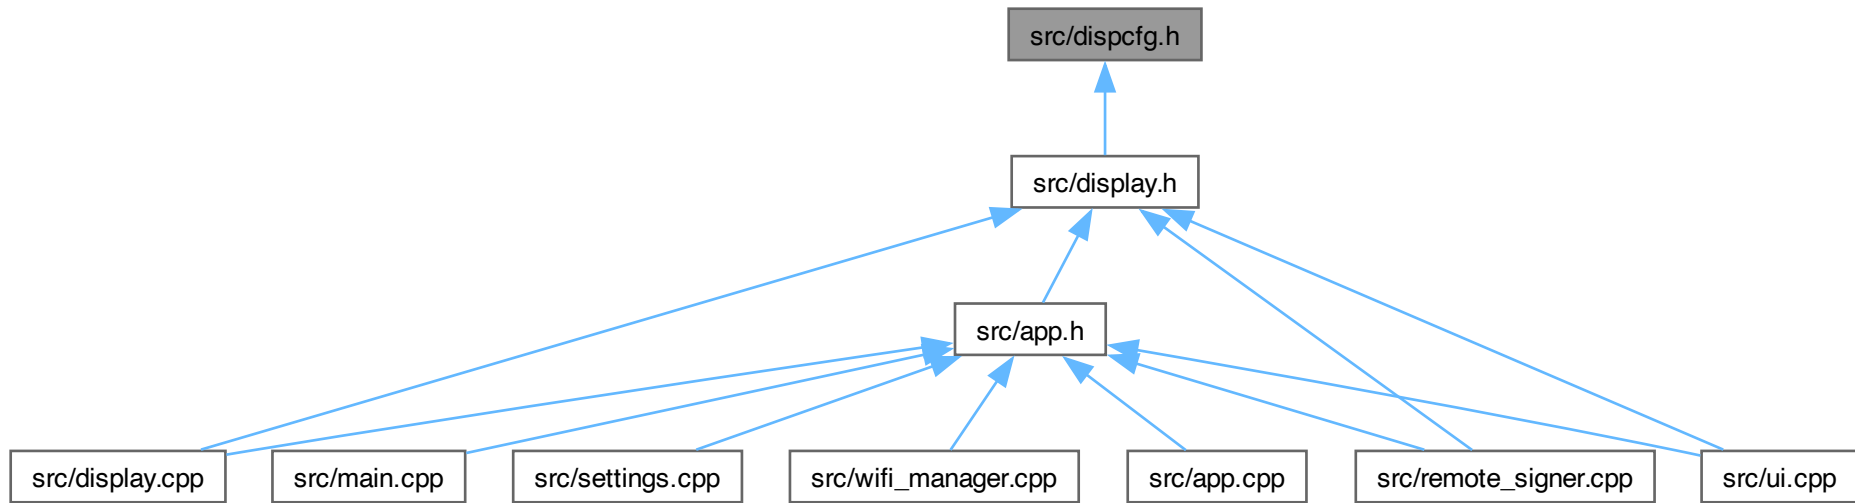 src/dispcfg.h
src/display.h
src/app.h
src/display.cpp
src/main.cpp
src/settings.cpp
src/wifi_manager.cpp
src/app.cpp
src/remote_signer.cpp
src/ui.cpp